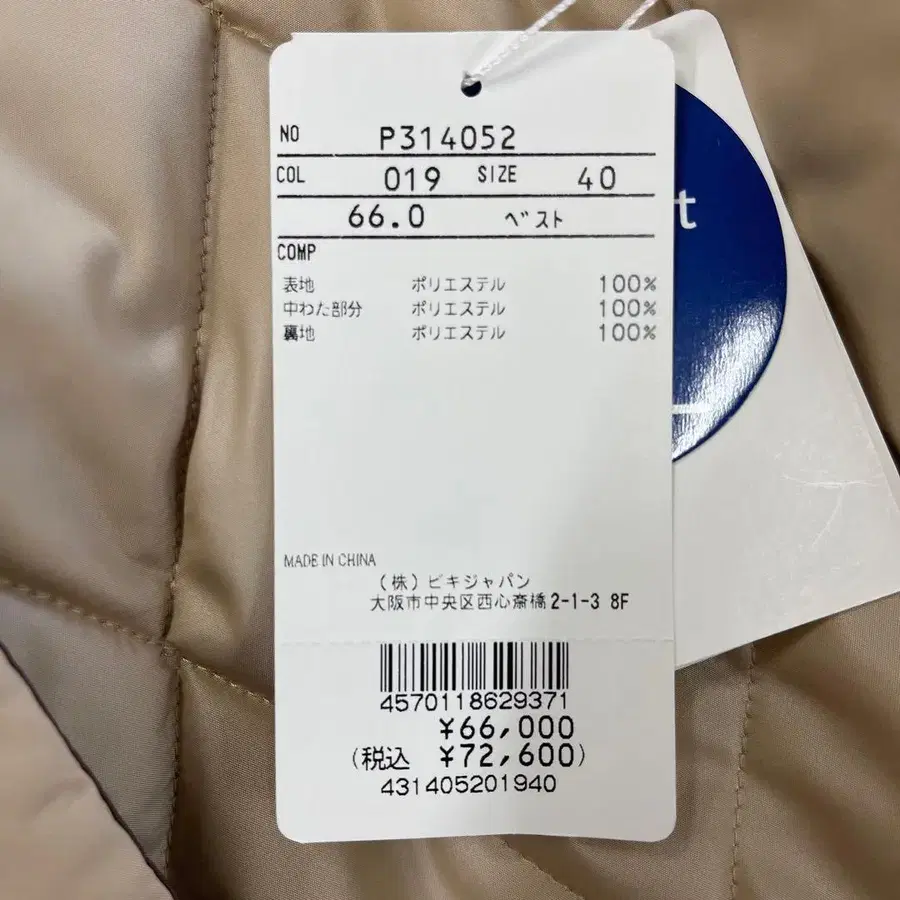 NO P314052
COL 019 SIZE 40
66.0 ベスト
COMP
表地 ポリエステル 100%
中わた部分 ポリエステル 100%
裏地 ポリエステル 100%
MADE IN CHINA
(株)ピキジャパン
大阪市中央区西心斎橋2-1-3 8F
4570118629371
¥66,000
(税込 ¥72,600)
431405201940
t